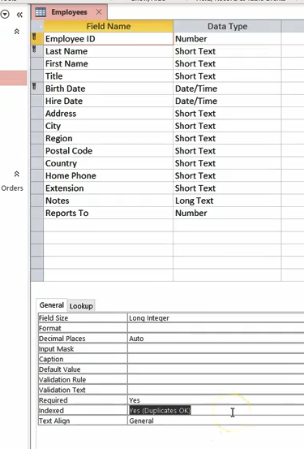 Employees
Field Name Data Type
Employee ID Number
Last Name Short Text
First Name Short Text
Title Short Text
Birth Date Date/Time
Hire Date Date/Time
Address Short Text
City Short Text
Region Short Text
Postal Code Short Text
Country Short Text
Home Phone Short Text
Extension Short Text
Notes Long Text
Reports To Number
Orders
General Lookup
Field Size Long Integer
Format
Decimal Places Auto
Input Mask
Caption
Default Value
Validation Rule
Validation Text
Required Yes
Indexed Yes (Duplicates OK)
Text Align General